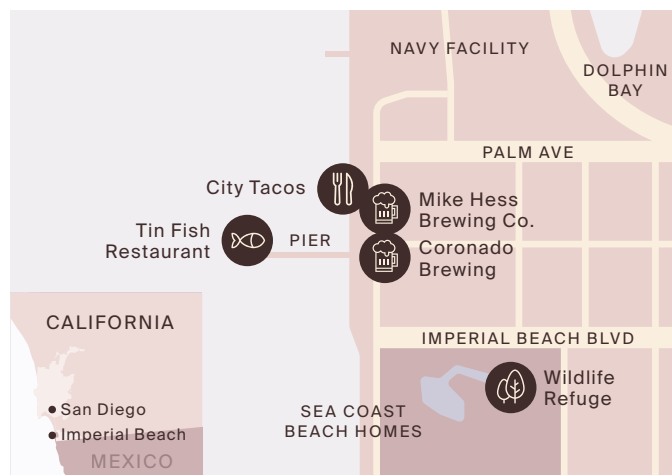 NAVY FACILITY
DOLPHIN
BAY
PALM AVE
City Tacos
Mike Hess
Brewing Co.
Tin Fish
Restaurant
PIER
Coronado
Brewing
CALIFORNIA
IMPERIAL BEACH BLVD
Wildlife
Refuge
San Diego
Imperial Beach
MEXICO
SEA COAST
BEACH HOMES